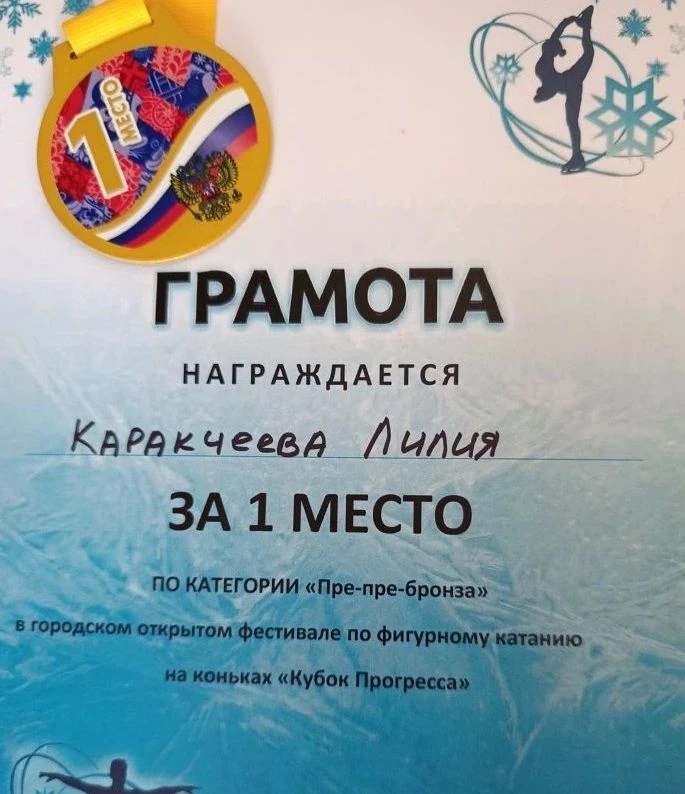 1
МЕСТО
ГРАМОТА
НАГРАЖДАЕТСЯ
Каракчеева Лилия
ЗА 1 МЕСТО
ПО КАТЕГОРИИ «Пре-пре-бронза»
в городском открытом фестивале по фигурному катанию
на коньках «Кубок Прогресса»